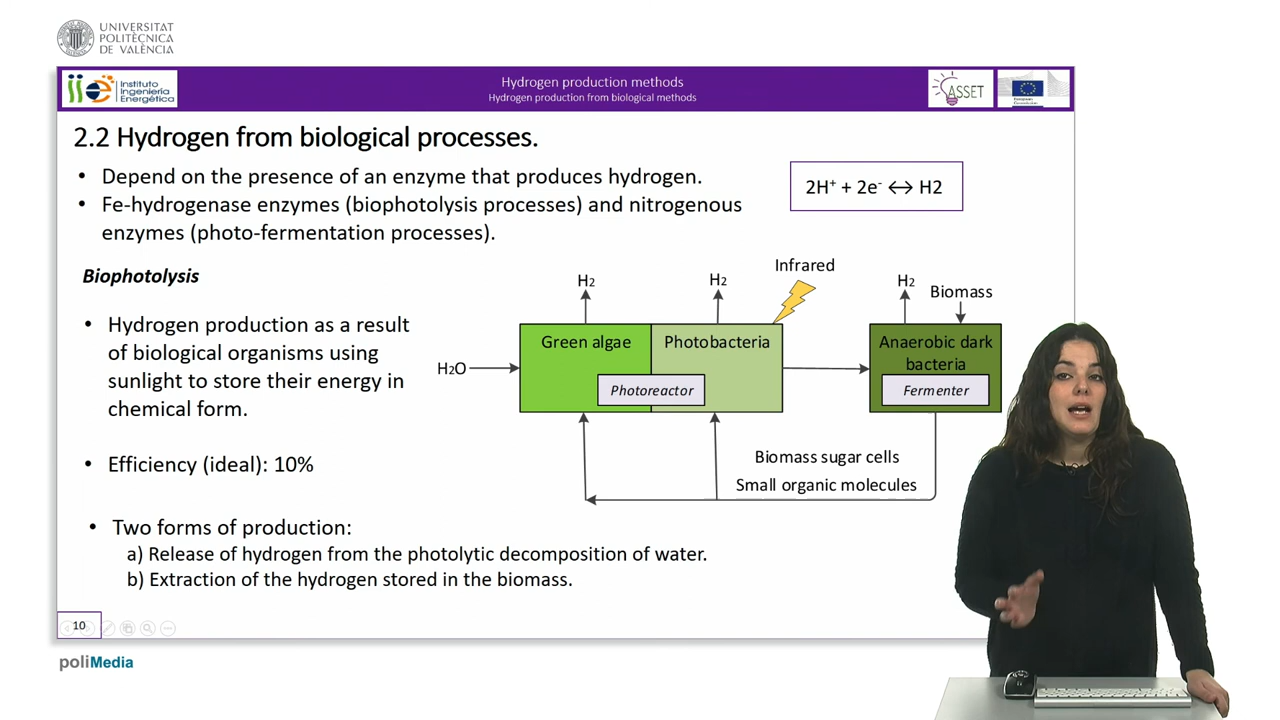 UNIVERSITAT
POLITÈCNICA
DE VALÈNCIA
iie Instituto
Ingeniería
Energética
Hydrogen production methods
Hydrogen production from biological methods
ASSET
European
Commission
2.2 Hydrogen from biological processes.
• Depend on the presence of an enzyme that produces hydrogen.
• Fe-hydrogenase enzymes (biophotolysis processes) and nitrogenous
enzymes (photo-fermentation processes).
2H⁺ + 2e⁻ ↔ H2
Biophotolysis
• Hydrogen production as a result
of biological organisms using
sunlight to store their energy in
chemical form.
• Efficiency (ideal): 10%
• Two forms of production:
a) Release of hydrogen from the photolytic decomposition of water.
b) Extraction of the hydrogen stored in the biomass.
Infrared
H₂
H₂
H₂
Biomass
H₂O
Green algae
Photobacteria
Photoreactor
Anaerobic dark
bacteria
Fermenter
Biomass sugar cells
Small organic molecules
10
poliMedia